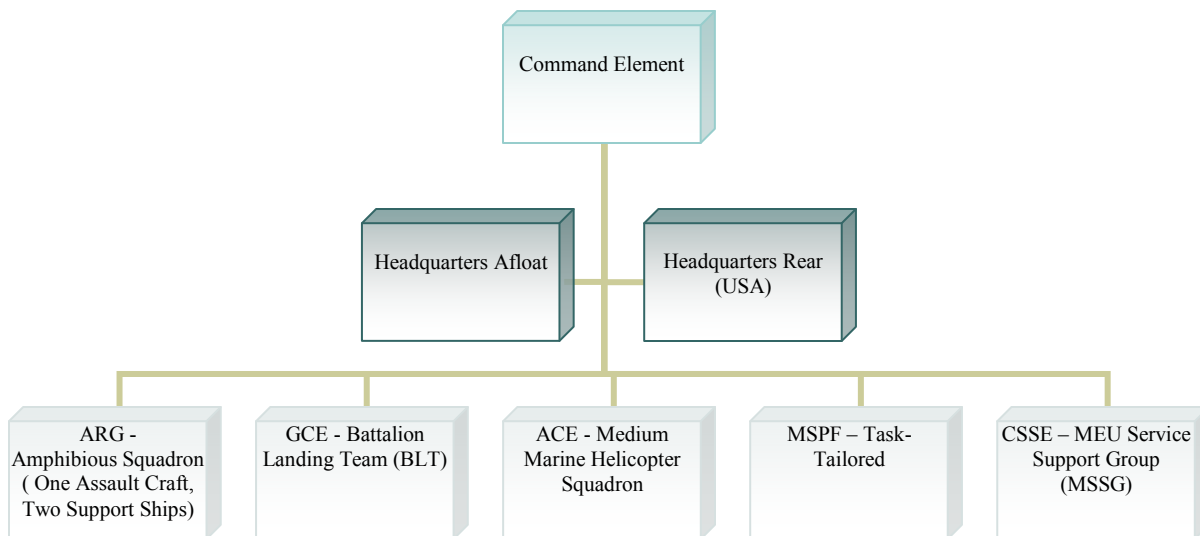 Command Element
Headquarters Afloat
Headquarters Rear
(USA)
ARG -
Amphibious Squadron
( One Assault Craft,
Two Support Ships)
GCE - Battalion
Landing Team (BLT)
ACE - Medium
Marine Helicopter
Squadron
MSPF – Task-
Tailored
CSSE – MEU Service
Support Group
(MSSG)